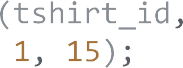 (tshirt_id,
1, 15);